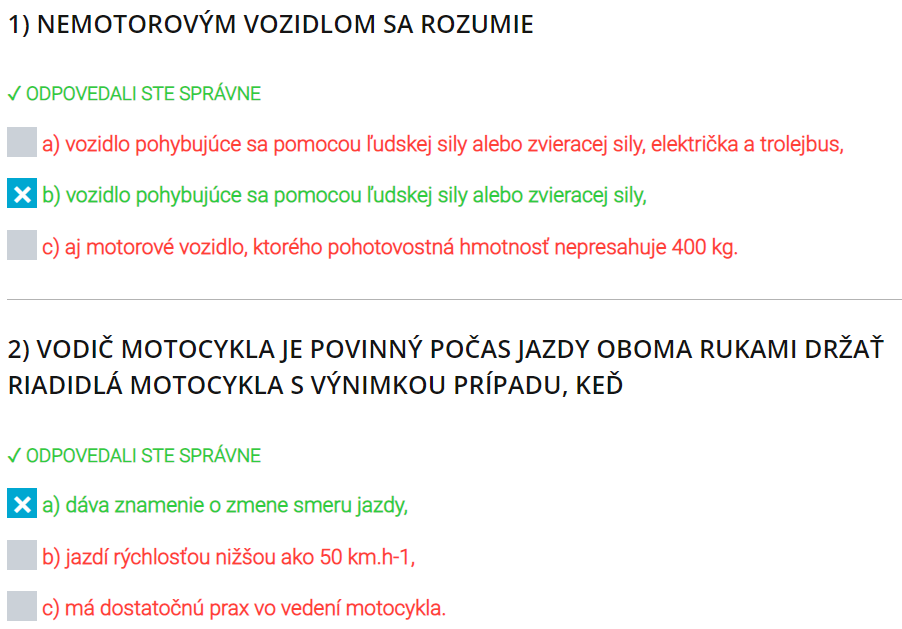 1) NEMOTOROVÝM VOZIDLOM SA ROZUMIE
✓ ODPOVEDALI STE SPRÁVNE
a) vozidlo pohybujúce sa pomocou ľudskej sily alebo zvieracej sily, električka a trolejbus,
b) vozidlo pohybujúce sa pomocou ľudskej sily alebo zvieracej sily,
c) aj motorové vozidlo, ktorého pohotovostná hmotnosť nepresahuje 400 kg.
2) VODIČ MOTOCYKLA JE POVINNÝ POČAS JAZDY OBOMA RUKAMI DRŽAŤ
RIADIDLÁ MOTOCYKLA S VÝNIMKOU PRÍPADU, KEĎ
✓ ODPOVEDALI STE SPRÁVNE
a) dáva znamenie o zmene smeru jazdy,
b) jazdí rýchlosťou nižšou ako 50 km.h-1,
c) má dostatočnú prax vo vedení motocykla.